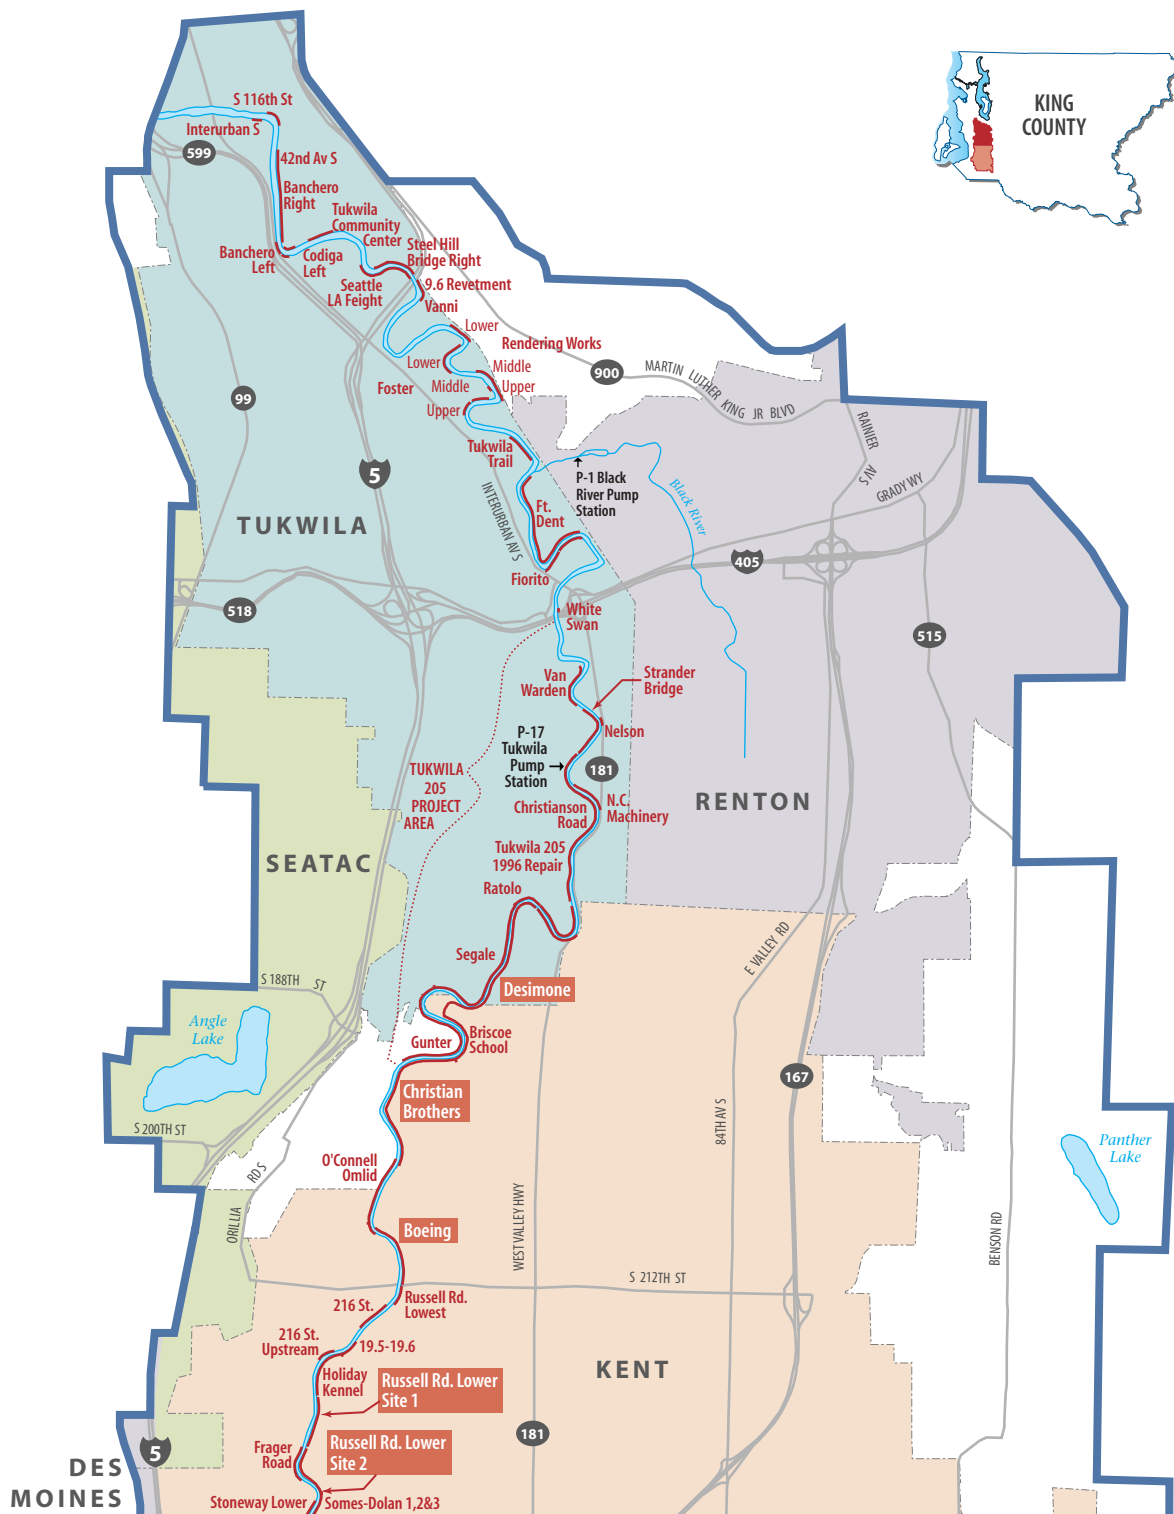 KING
COUNTY
S 116th St
Interurban S
599
42nd Av S
Banchero
Right
Tukwila
Community
Center
Banchero
Left
Codiga
Left
Steel Hill
Bridge Right
Seattle
LA Feight
9.6 Revetment
Vanni
Lower
Rendering Works
Lower
Middle
900
MARTIN LUTHER
KING JR BLVD
Foster
Middle
Upper
99
Upper
RAINIER
AV S
Tukwila
Trail
5
P-1 Black
River Pump
Station
Black River
GRADY WY
INTERURBAN AV S
Ft.
Dent
TUKWILA
405
Fiorito
518
White
Swan
515
Van
Warden
Strander
Bridge
P-17
Tukwila
Pump
Station
Nelson
TUKWILA
205
PROJECT
AREA
181
N.C.
Machinery
Christianson
Road
RENTON
Tukwila 205
1996 Repair
SEATAC
Ratolo
Segale
E VALLEY RD
S 188TH ST
Desimone
Angle
Lake
Gunter
Briscoe
School
167
Christian
Brothers
84TH AV S
S 200TH ST
Panther
Lake
O'Connell
Omlid
RD S
ORILLIA
WEST VALLEY HWY
Boeing
BENSON RD
S 212TH ST
216 St.
Russell Rd.
Lowest
216 St.
Upstream
19.5-19.6
KENT
Holiday
Kennel
Russell Rd. Lower
Site 1
181
5
Frager
Road
Russell Rd. Lower
Site 2
DES
MOINES
Stoneway Lower
Somes-Dolan 1,2&3